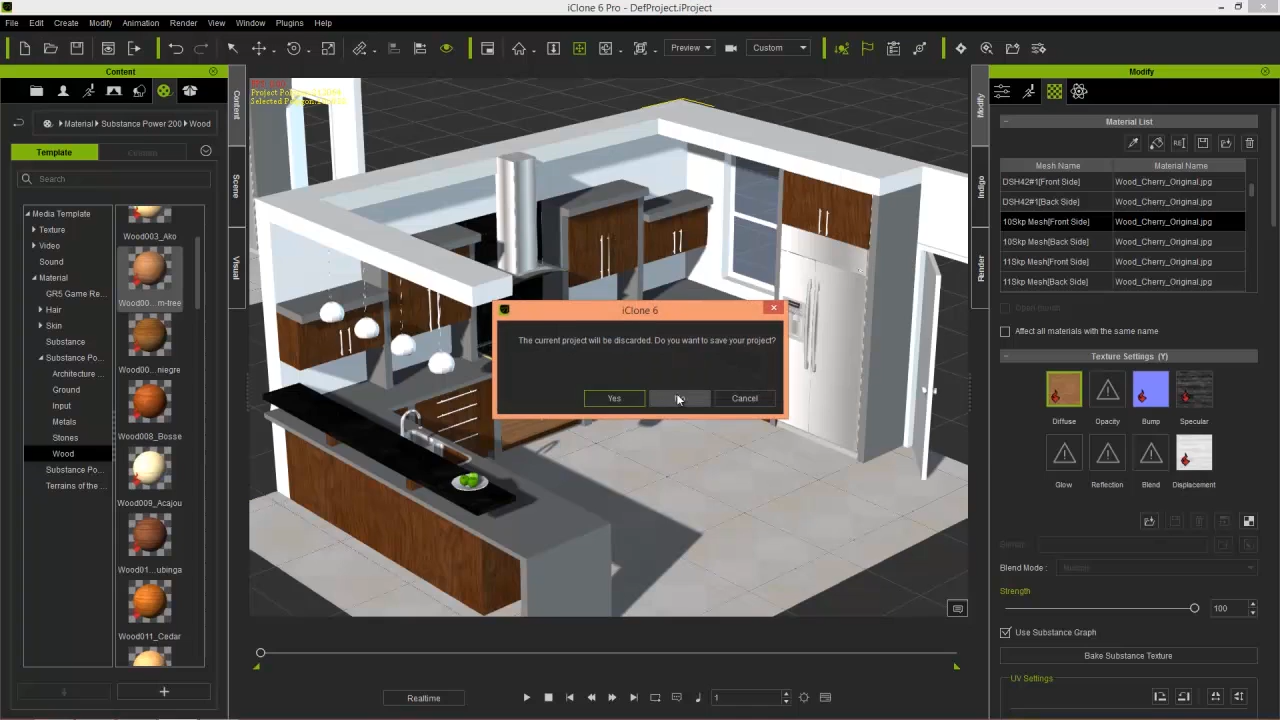 iClone 6 Pro - DefProject.iProject
File Edit Create Modify Animation Render View Window Plugins Help
Preview
Custom
Content
Material Substance Power 200 Wood
Template
Search
Media Template
Texture
Video
Sound
Material
GR5 Game Re...
Hair
Skin
Substance
Substance Po...
Architecture ...
Ground
Input
Metals
Stones
Wood
Substance Po...
Terrains of the ...
Wood003_Ako
Wood00...m-tree
Wood00...niegre
Wood008_Bosse
Wood009_Acajou
Wood01...ubinga
Wood011_Cedar
Content
Scene
Visual
iClone 6
The current project will be discarded. Do you want to save your project?
Yes
Cancel
Realtime
1
Modify
Indigo
Render
Modify
Material List
Mesh Name Material Name
DSH42#1[Front Side] Wood_Cherry_Original.jpg
DSH42#1[Back Side] Wood_Cherry_Original.jpg
10Skp Mesh[Front Side] Wood_Cherry_Original.jpg
10Skp Mesh[Back Side] Wood_Cherry_Original.jpg
11Skp Mesh[Front Side] Wood_Cherry_Original.jpg
11Skp Mesh[Back Side] Wood_Cherry_Original.jpg
Affect all materials with the same name
Texture Settings (Y)
Diffuse Opacity Bump Specular
Glow Reflection Blend Displacement
Blend Mode :
Strength
100
Use Substance Graph
Bake Substance Texture
UV Settings